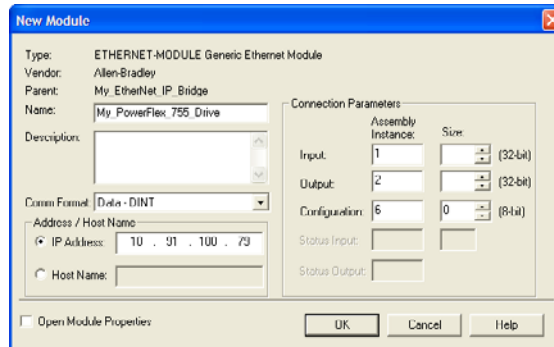 New Module
Type: ETHERNET-MODULE Generic Ethernet Module
Vendor: Allen-Bradley
Parent: My_EtherNet_IP_Bridge
Name: My_PowerFlex_755_Drive
Description:
Comm Format: Data - DINT
Address / Host Name
IP Address: 10 . 91 . 100 . 79
Host Name:
Connection Parameters
Assembly Instance: Size:
Input: 1 (32-bit)
Output: 2 (32-bit)
Configuration: 6 0 (8-bit)
Status Input:
Status Output:
Open Module Properties
OK Cancel Help